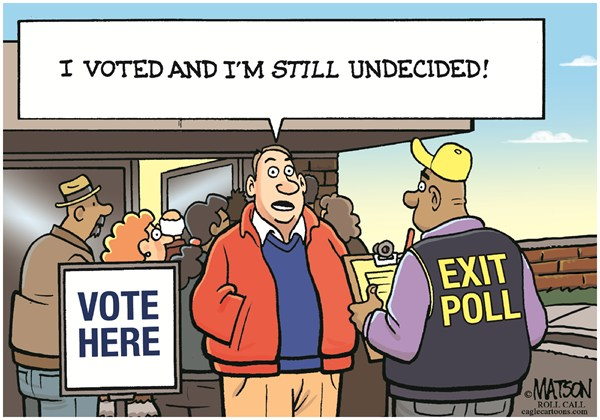 I VOTED AND I'M STILL UNDECIDED!
VOTE
HERE
EXIT
POLL
©MATSON
ROLL CALL
caglecartoons.com